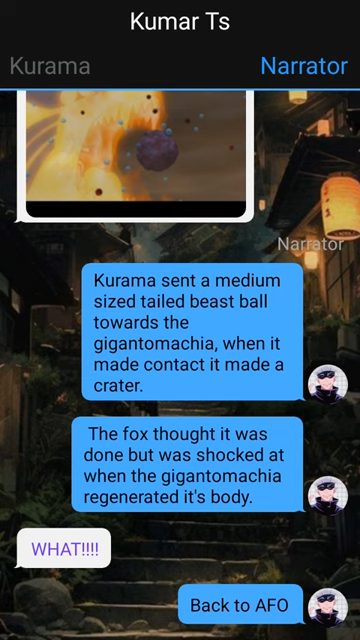 Kumar Ts
Kurama
Narrator
Narrator
Kurama sent a medium
sized tailed beast ball
towards the
gigantomachia, when it
made contact it made a
crater.
The fox thought it was
done but was shocked at
when the gigantomachia
regenerated it's body.
WHAT!!!!
Back to AFO